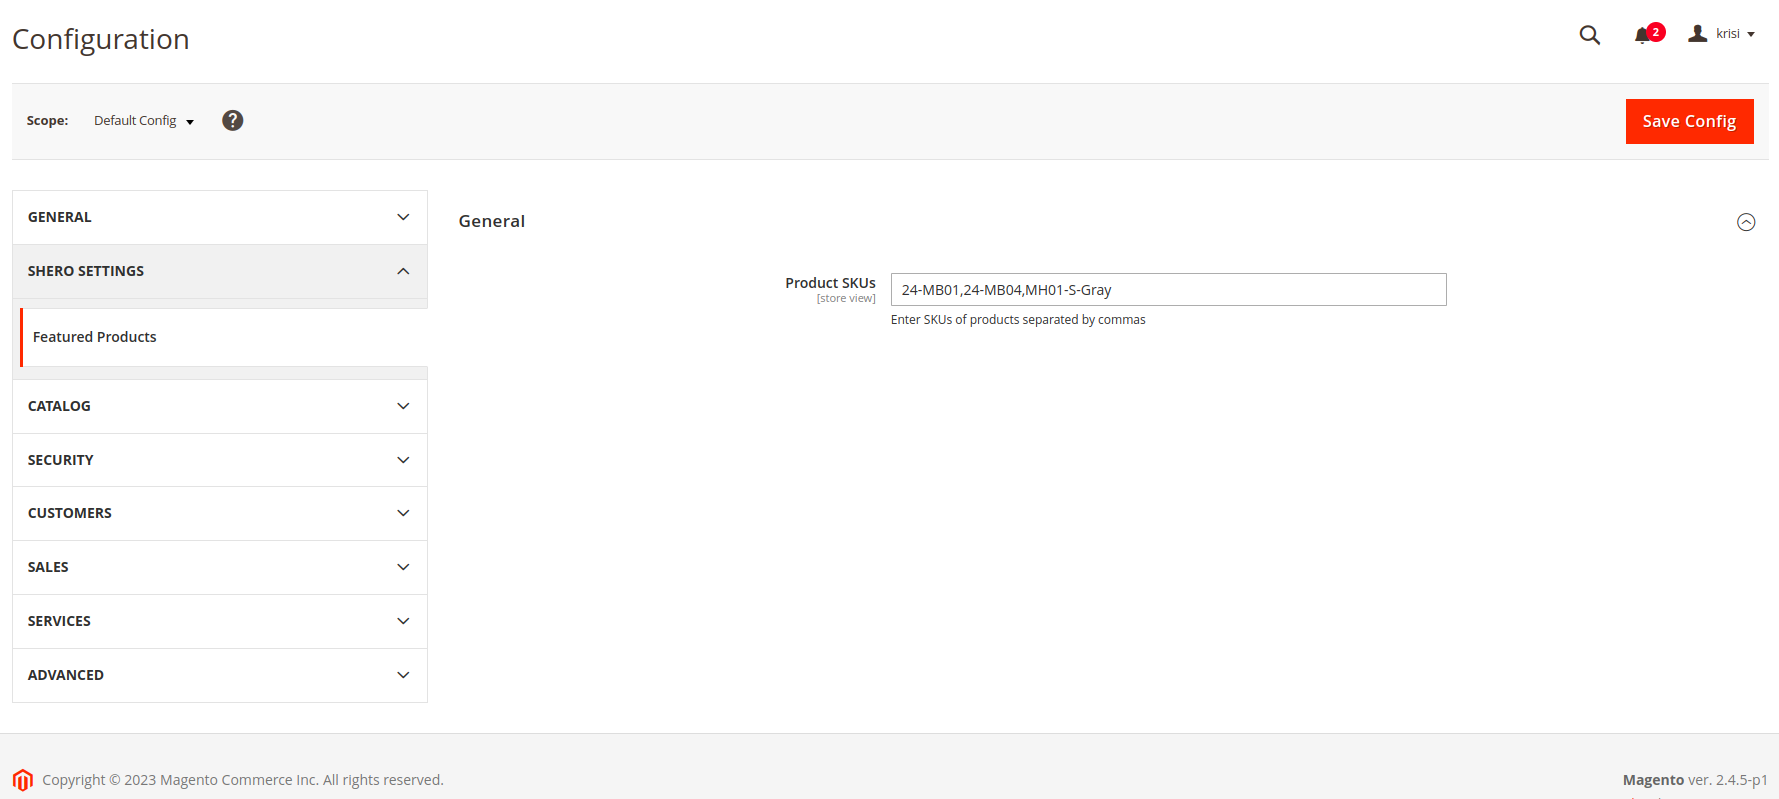 Configuration
2
krisi
Scope: Default Config ?
Save Config
GENERAL
SHERO SETTINGS
Featured Products
CATALOG
SECURITY
CUSTOMERS
SALES
SERVICES
ADVANCED
General
Product SKUs
[store view]
24-MB01,24-MB04,MH01-S-Gray
Enter SKUs of products separated by commas
Copyright © 2023 Magento Commerce Inc. All rights reserved.
Magento ver. 2.4.5-p1